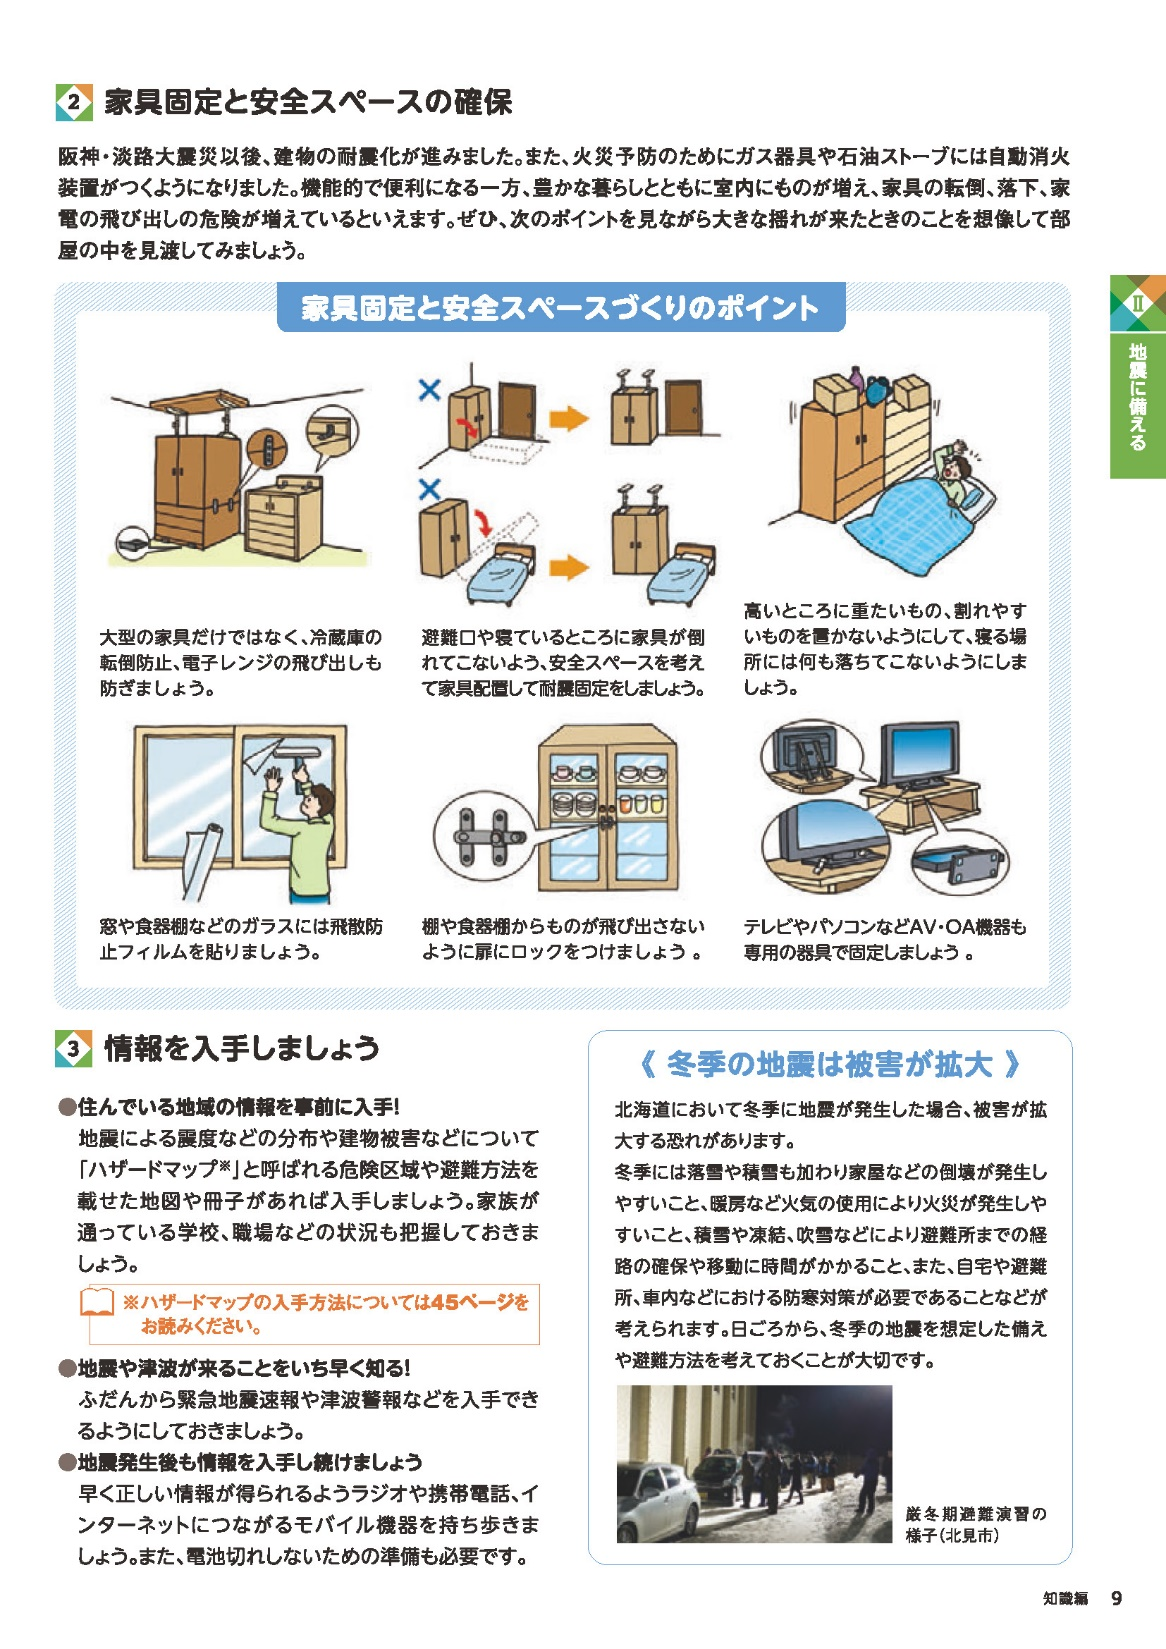 2 家具固定と安全スペースの確保
阪神・淡路大震災以後、建物の耐震化が進みました。また、火災予防のためにガス器具や石油ストーブには自動消火
装置がつくようになりました。機能的で便利になる一方、豊かな暮らしとともに室内にものが増え、家具の転倒、落下、家
電の飛び出しの危険が増えているといえます。ぜひ、次のポイントを見ながら大きな揺れが来たときのことを想像して部
屋の中を見渡してみましょう。
家具固定と安全スペースづくりのポイント
大型の家具だけではなく、冷蔵庫の
転倒防止、電子レンジの飛び出しも
防ぎましょう。
避難口や寝ているところに家具が倒
れてこないよう、安全スペースを考え
て家具配置して耐震固定をしましょう。
高いところに重たいもの、割れやす
いものを置かないようにして、寝る場
所には何も落ちてこないようにしま
しょう。
窓や食器棚などのガラスには飛散防
止フィルムを貼りましょう。
棚や食器棚からものが飛び出さない
ように扉にロックをつけましょう 。
テレビやパソコンなどAV・OA機器も
専用の器具で固定しましょう 。
3 情報を入手しましょう
●住んでいる地域の情報を事前に入手!
地震による震度などの分布や建物被害などについて
「ハザードマップ※」と呼ばれる危険区域や避難方法を
載せた地図や冊子があれば入手しましょう。家族が
通っている学校、職場などの状況も把握しておきま
しょう。
※ハザードマップの入手方法については45ページを
お読みください。
●地震や津波が来ることをいち早く知る!
ふだんから緊急地震速報や津波警報などを入手でき
るようにしておきましょう。
●地震発生後も情報を入手し続けましょう
早く正しい情報が得られるようラジオや携帯電話、イ
ンターネットにつながるモバイル機器を持ち歩きま
しょう。また、電池切れしないための準備も必要です。
《 冬季の地震は被害が拡大 》
北海道において冬季に地震が発生した場合、被害が拡
大する恐れがあります。
冬季には落雪や積雪も加わり家屋などの倒壊が発生し
やすいこと、暖房など火気の使用により火災が発生しや
すいこと、積雪や凍結、吹雪などにより避難所までの経
路の確保や移動に時間がかかること、また、自宅や避難
所、車内などにおける防寒対策が必要であることなどが
考えられます。日ごろから、冬季の地震を想定した備え
や避難方法を考えておくことが大切です。
厳冬期避難演習の
様子(北見市)
II
地震に備える
知識編 9